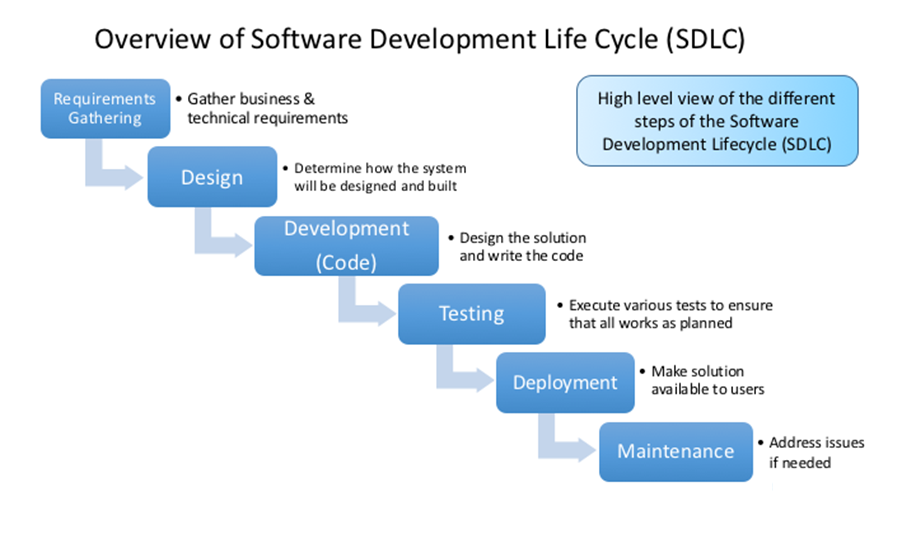 Overview of Software Development Life Cycle (SDLC)
High level view of the different
steps of the Software
Development Lifecycle (SDLC)
Requirements
Gathering
• Gather business &
technical requirements
Design
• Determine how the system
will be designed and built
Development
(Code)
• Design the solution
and write the code
Testing
• Execute various tests to ensure
that all works as planned
Deployment
• Make solution
available to users
Maintenance
• Address issues
if needed